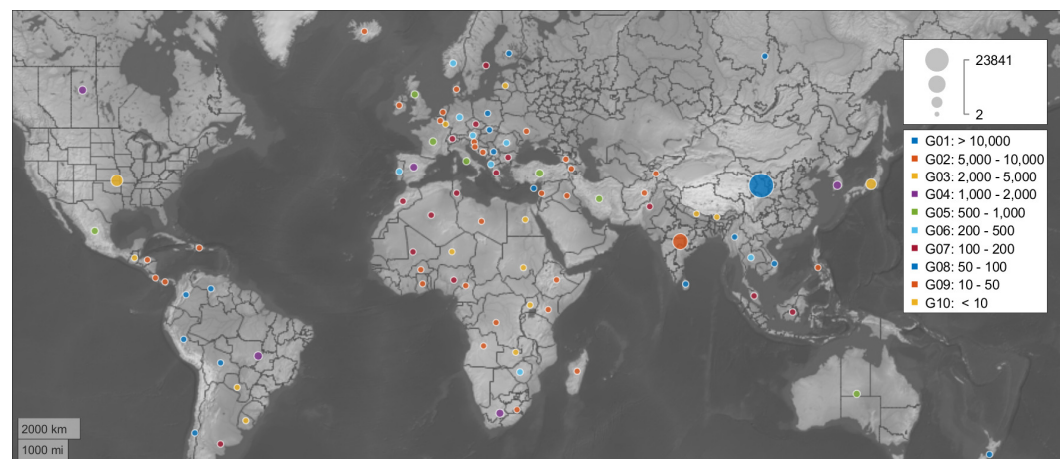 23841
2
G01: > 10,000
G02: 5,000 - 10,000
G03: 2,000 - 5,000
G04: 1,000 - 2,000
G05: 500 - 1,000
G06: 200 - 500
G07: 100 - 200
G08: 50 - 100
G09: 10 - 50
G10: < 10
2000 km
1000 mi